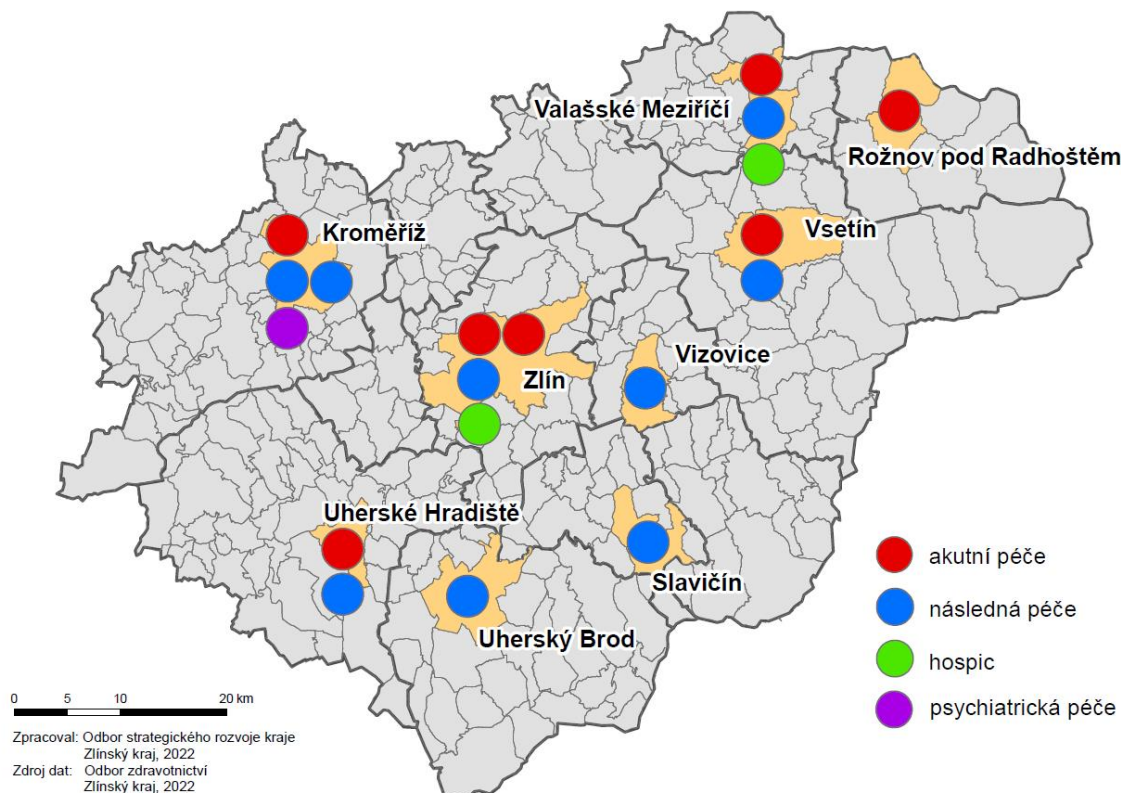 Valašské Meziříčí
Rožnov pod Radhoštěm
Kroměříž
Vsetín
Vizovice
Zlín
Uherské Hradiště
Slavičín
Uherský Brod
akutní péče
následná péče
hospic
psychiatrická péče
0 5 10 20 km
Zpracoval: Odbor strategického rozvoje kraje
Zlínský kraj, 2022
Zdroj dat: Odbor zdravotnictví
Zlínský kraj, 2022